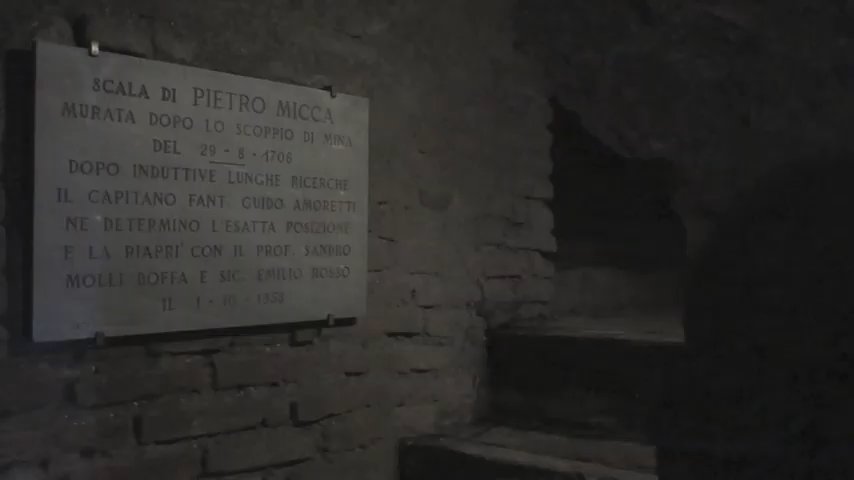 SCALA DI PIETRO MICCA
MURATA DOPO LO SCOPPIO DI MINA
DEL 29-8-1706
DOPO INDUTTIVE LUNGHE RICERCHE
IL CAPITANO FANT. GUIDO AMORETTI
NE DETERMINO L'ESATTA POSIZIONE
E LA RIAPRI' CON IL PROF. SANDRO
MOLLI BOFFA E SIG. EMILIO ROSSO
IL 1-10-1958